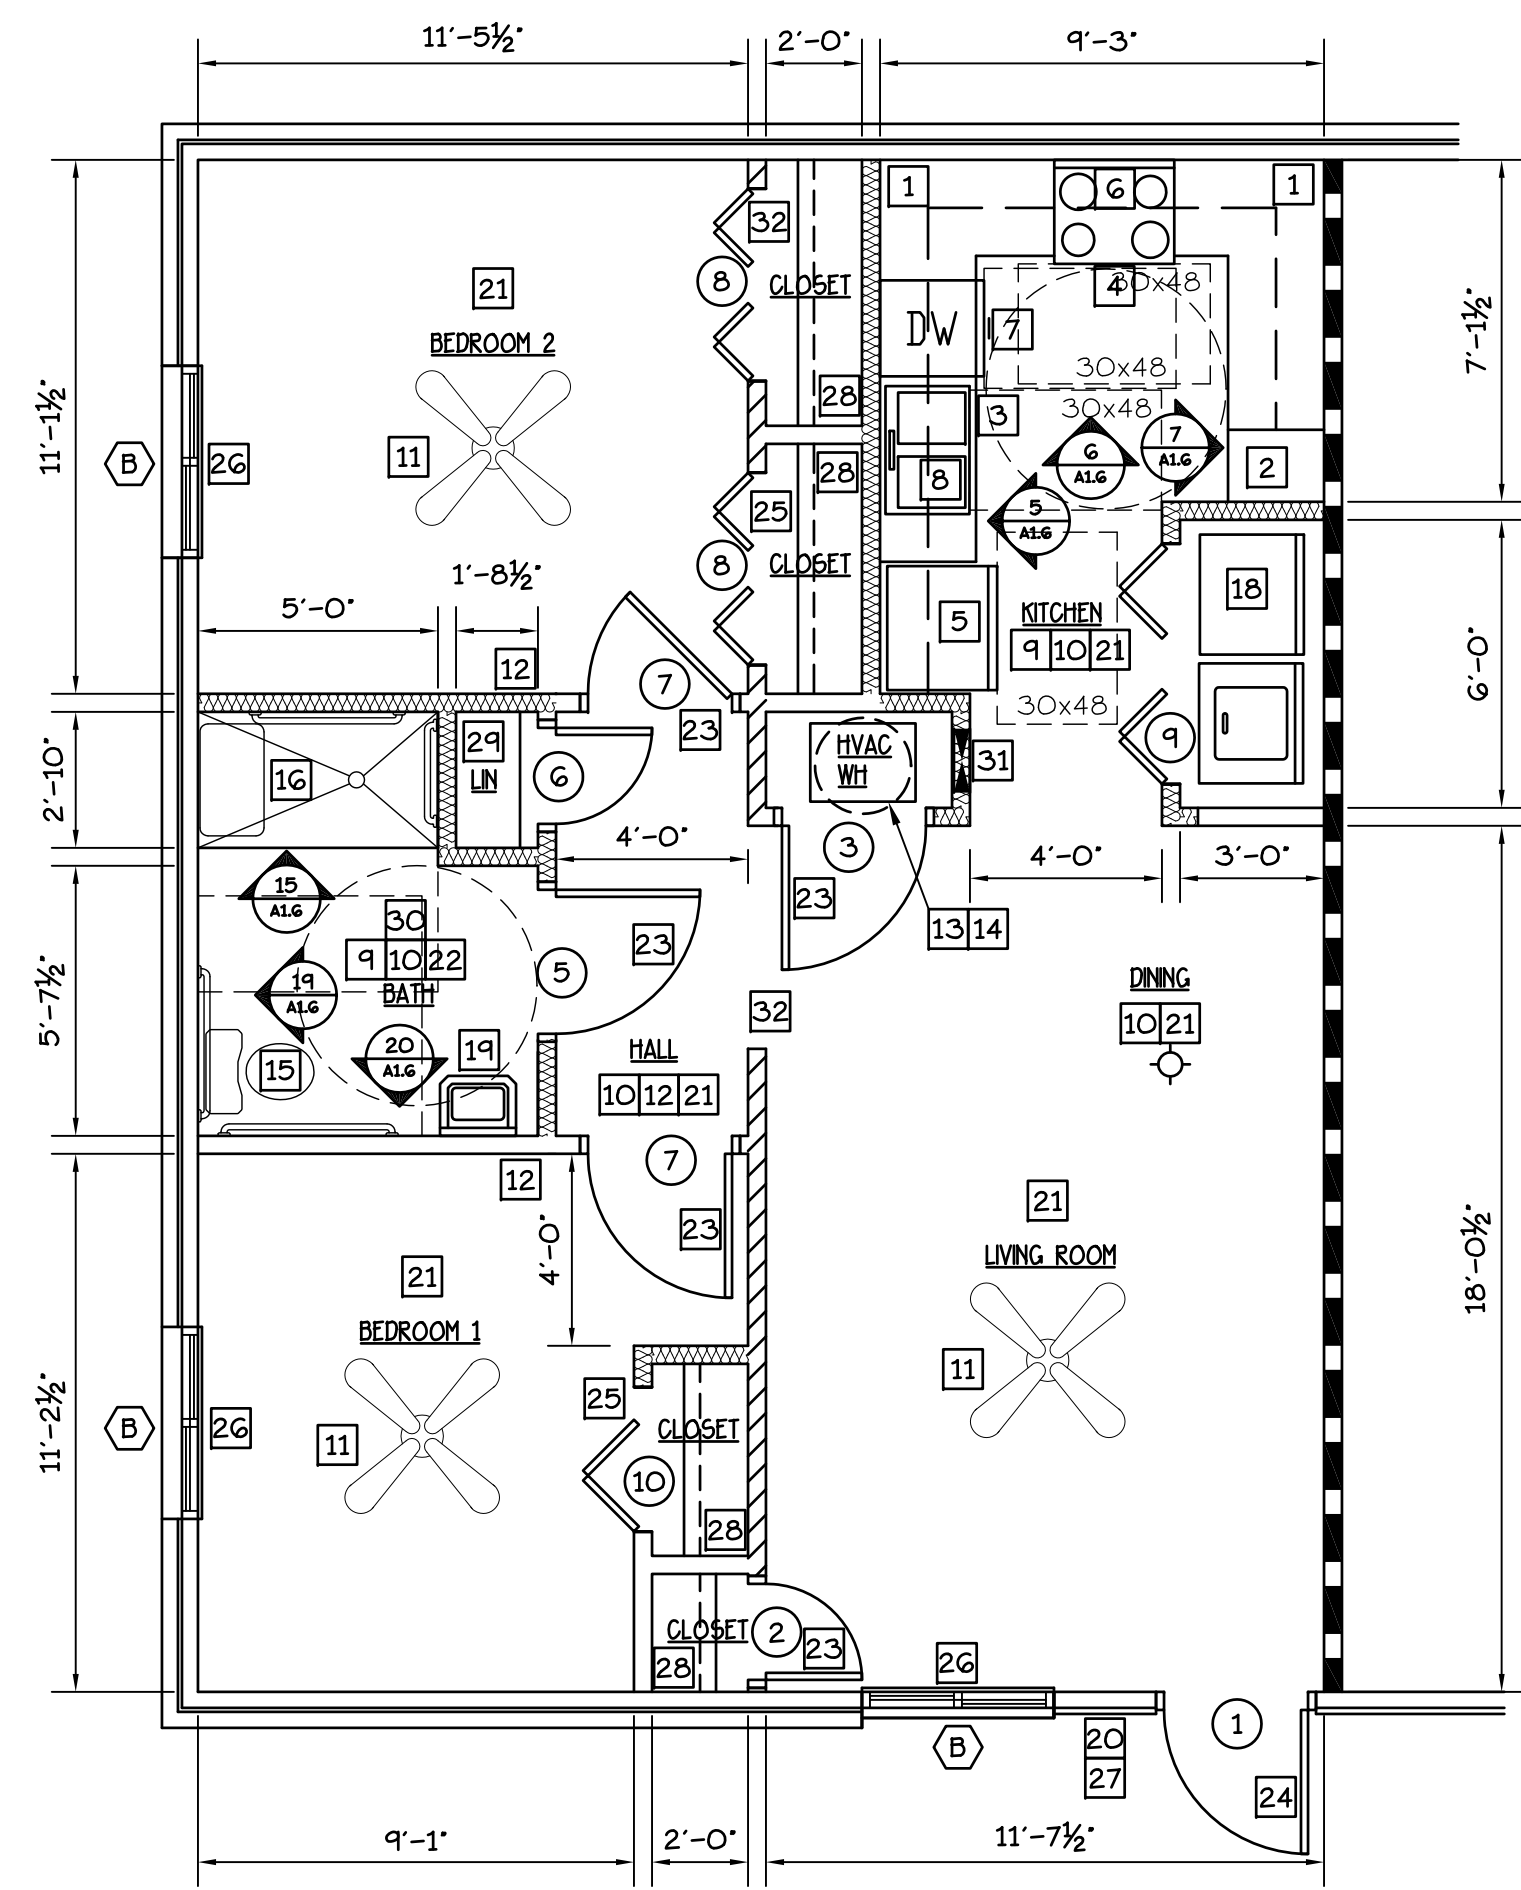 11'-5½" 2'-0" 9'-3"
1 6 1
32
8 CLOSET 4 30x48
21
BEDROOM 2
DW 7
7'-1½"
30x48
28 3 30x48
11'-1½"
B 26 11
28 8
6 A1.6
7 A1.6
2
25
5 A1.6
8 CLOSET
1'-8½"
5'-0"
18
5 KITCHEN
9 10 21
6'-0"
12 7
23
30x48
29
LIN
16
6
HVAC
WH
31
9
2'-10"
4'-0"
3
4'-0" 3'-0"
15 A1.6
30
23
13 14
9 10 22
BATH
19 A1.6
5
23
5'-7½"
DINING
10 21
32
20 A1.6
19
15
HALL
10 12 21
7
12
23
4'-0"
21
LIVING ROOM
18'-0½"
21
BEDROOM 1
11
25
11'-2½"
B 26 11
CLOSET
10
28
CLOSET 2
23
28
26
B
20
27
1
24
9'-1" 2'-0" 11'-7½"